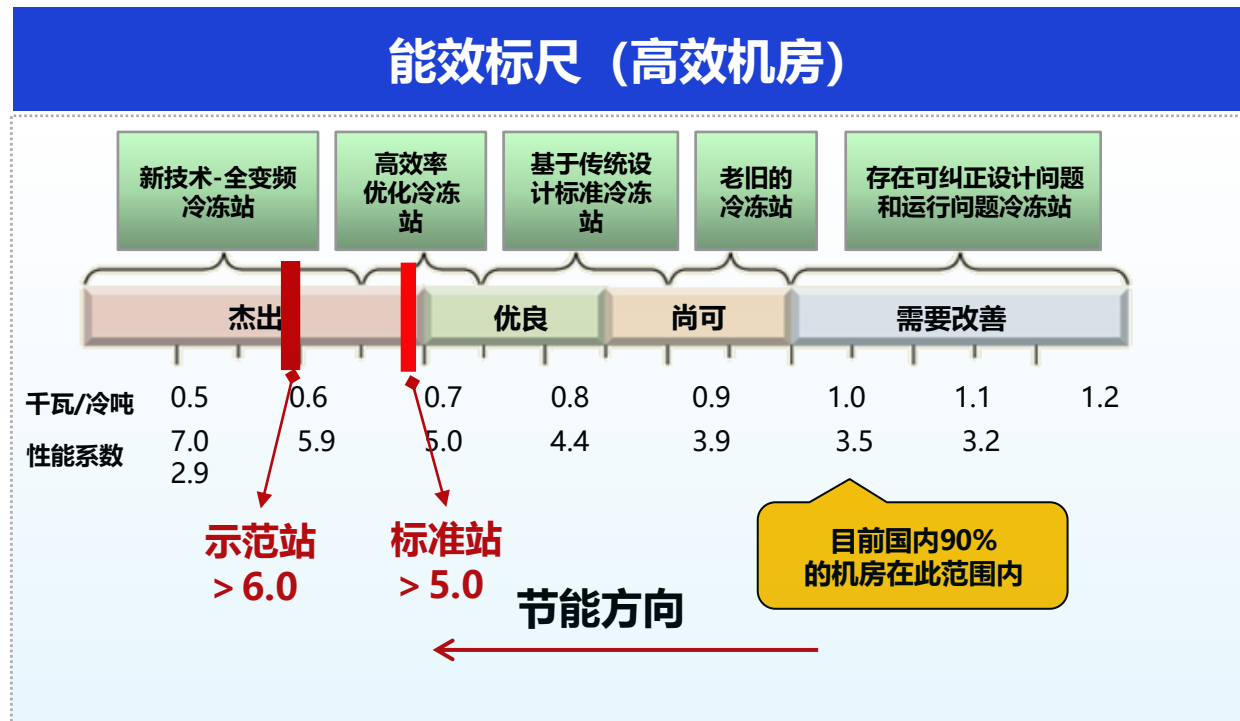 能效标尺（高效机房）
新技术-全变频
冷冻站
高效率
优化冷冻
站
基于传统设
计标准冷冻
站
老旧的
冷冻站
存在可纠正设计问题
和运行问题冷冻站
杰出
优良
尚可
需要改善
千瓦/冷吨 0.5 0.6 0.7 0.8 0.9 1.0 1.1 1.2
性能系数 7.0 5.9 5.0 4.4 3.9 3.5 3.2
2.9
示范站
＞6.0
标准站
＞5.0
目前国内90%
的机房在此范围内
节能方向